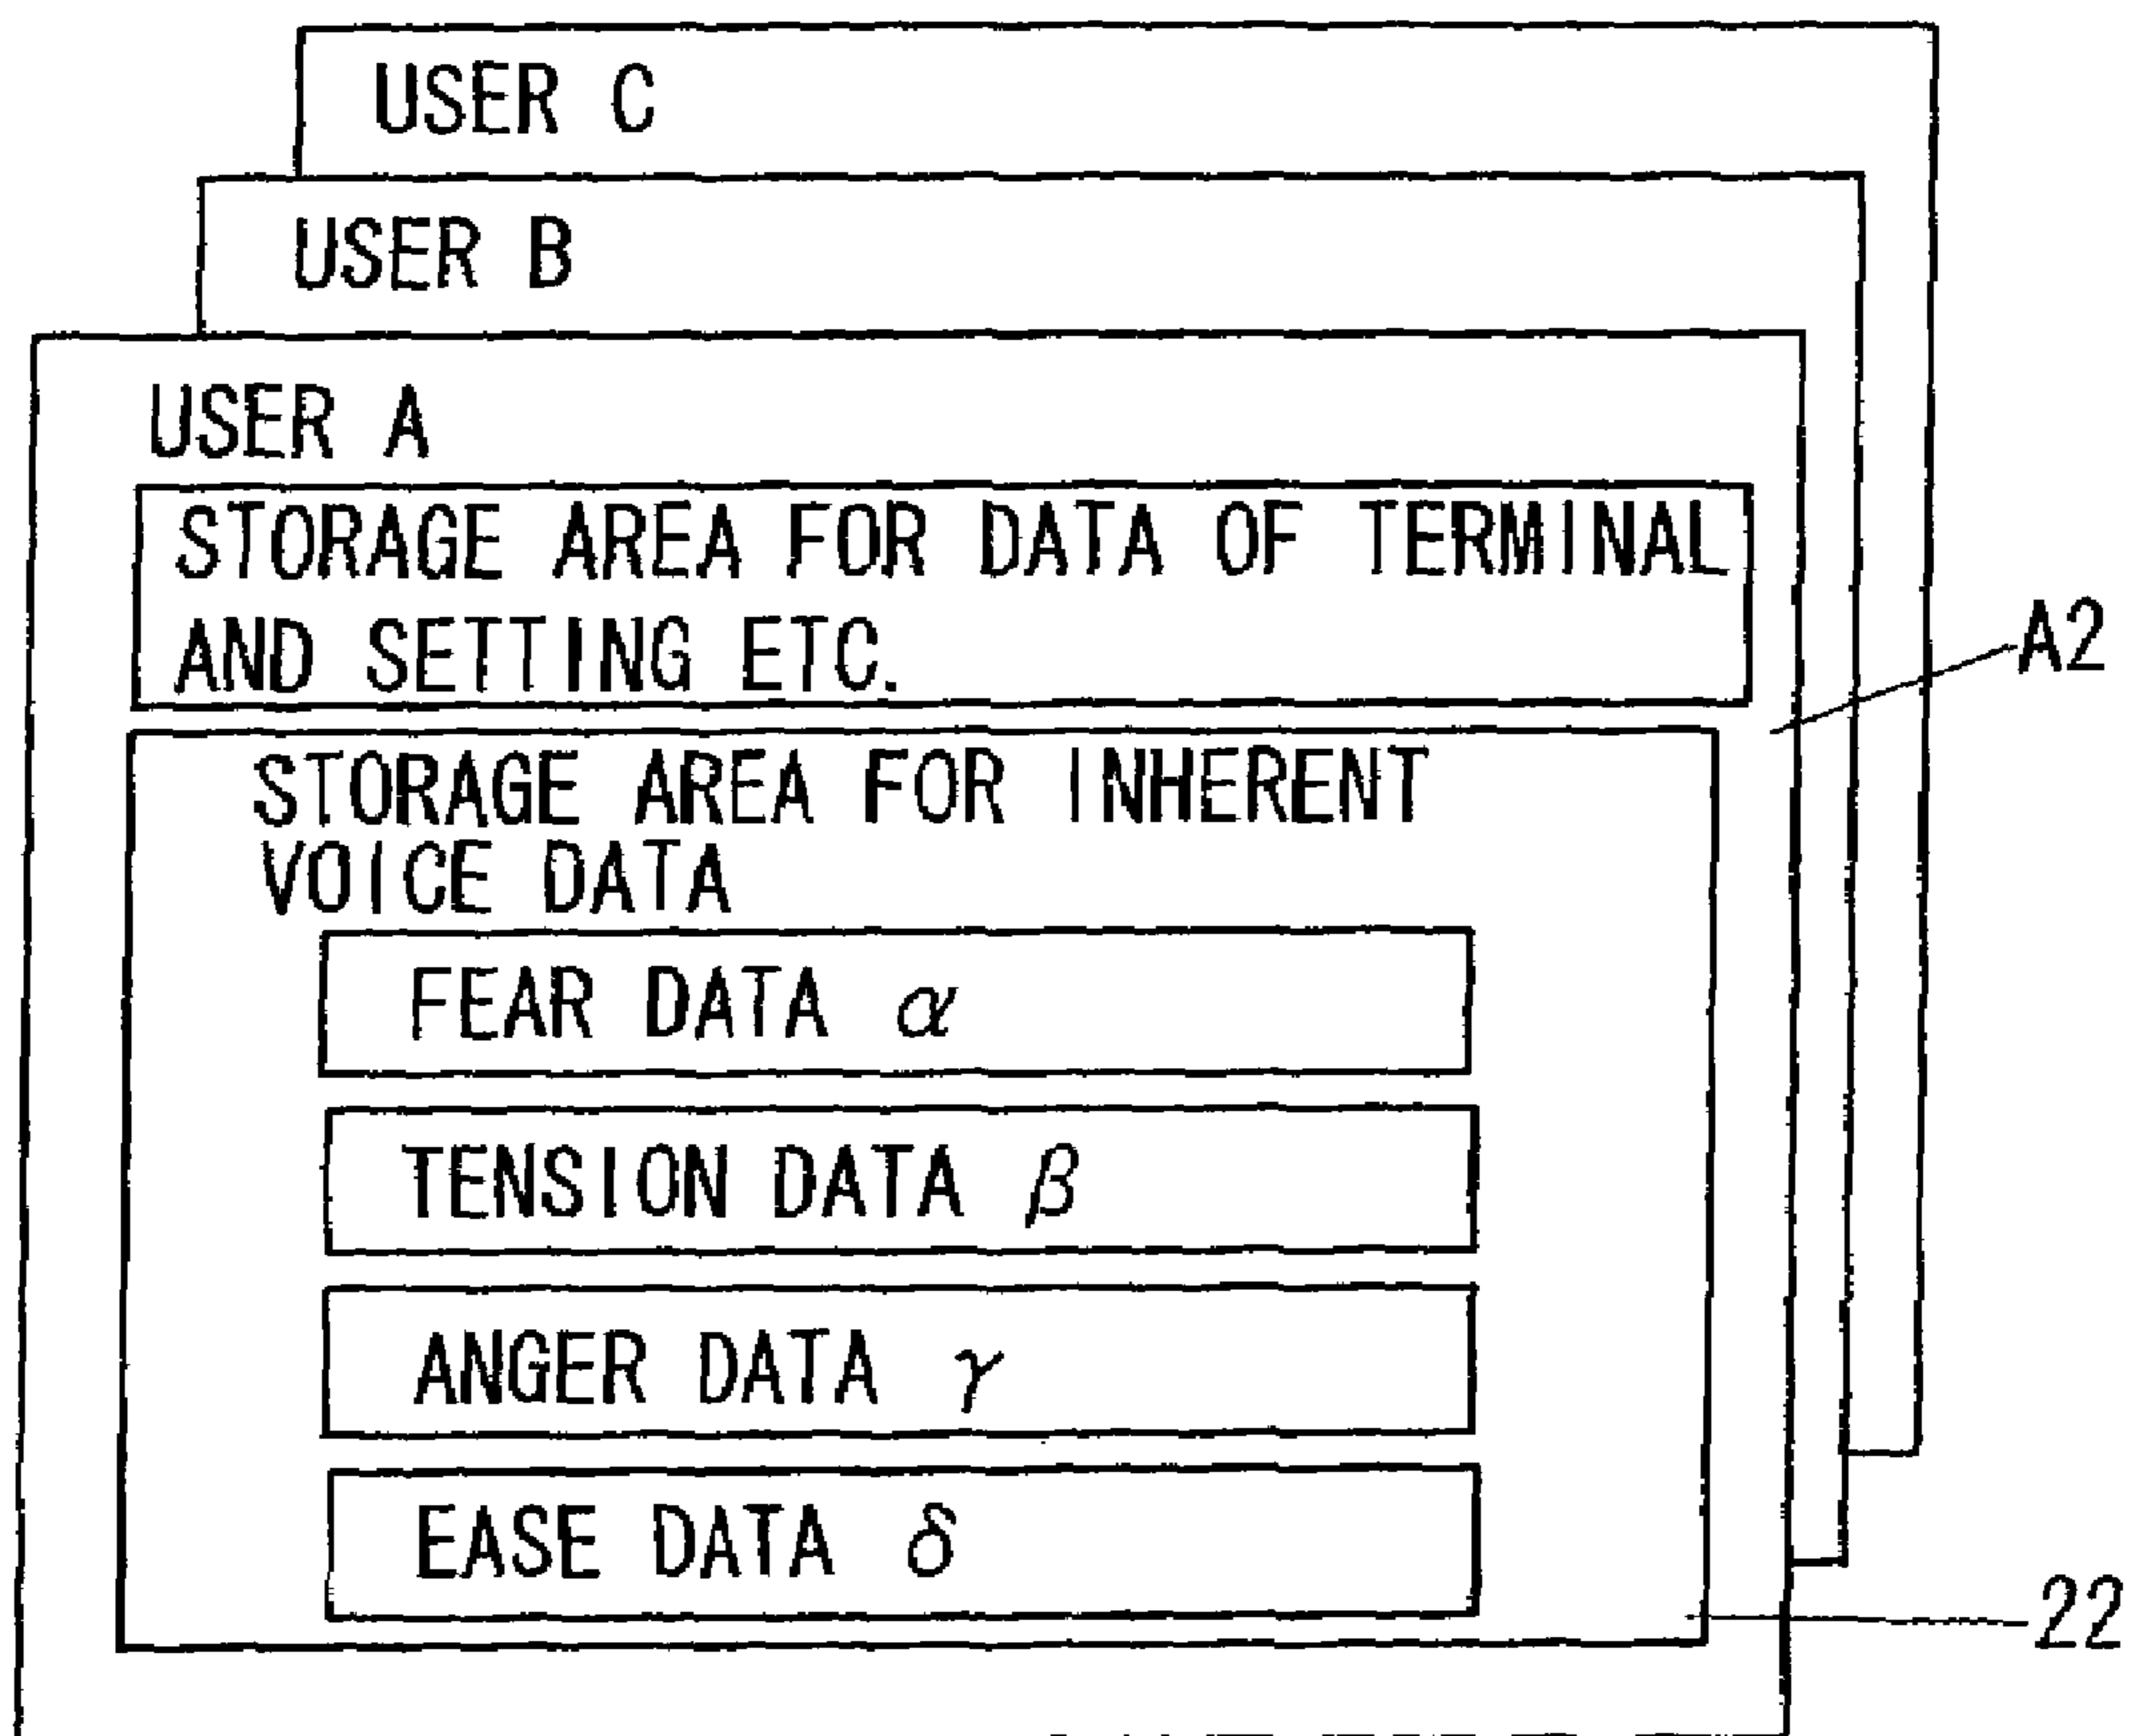 USER C
USER B
USER A
STORAGE AREA FOR DATA OF TERMINAL
AND SETTING ETC.
A2
STORAGE AREA FOR INHERENT
VOICE DATA
FEAR DATA α
TENSION DATA β
ANGER DATA γ
EASE DATA δ
22